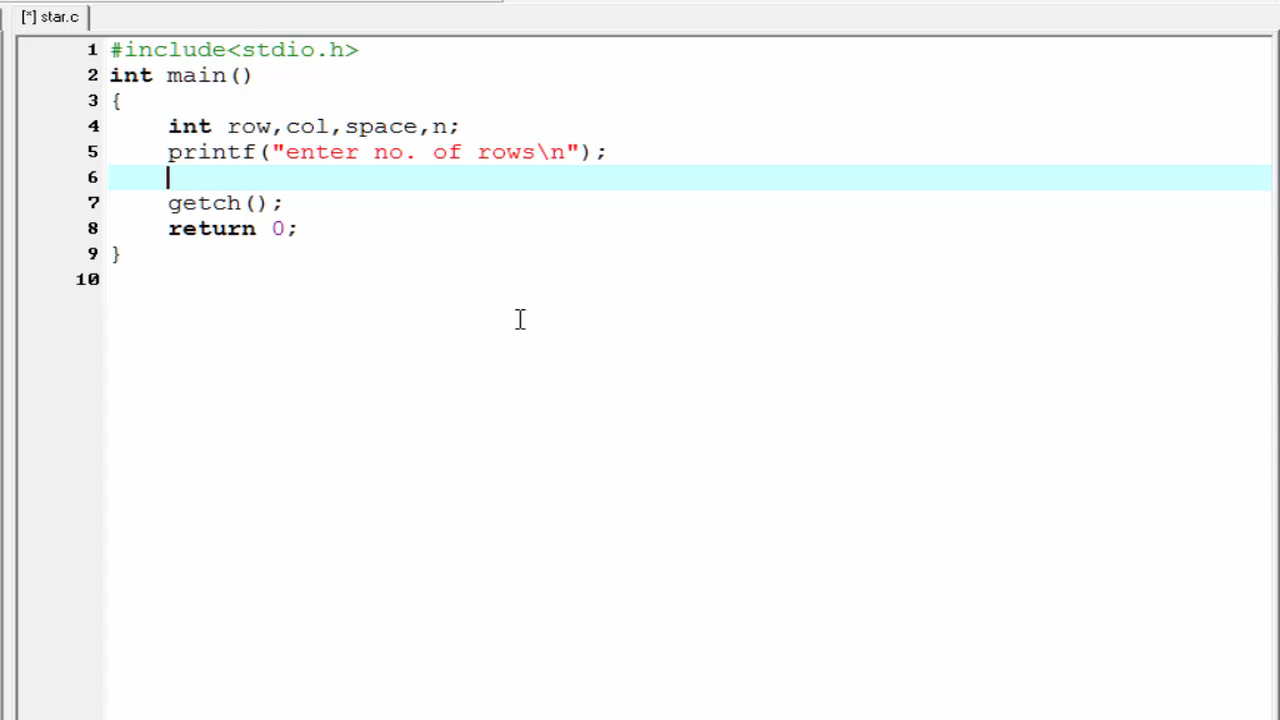 [*] star.c
1 #include<stdio.h>
2 int main()
3 {
4 int row,col,space,n;
5 printf("enter no. of rows\n");
6
7 getch();
8 return 0;
9 }
10